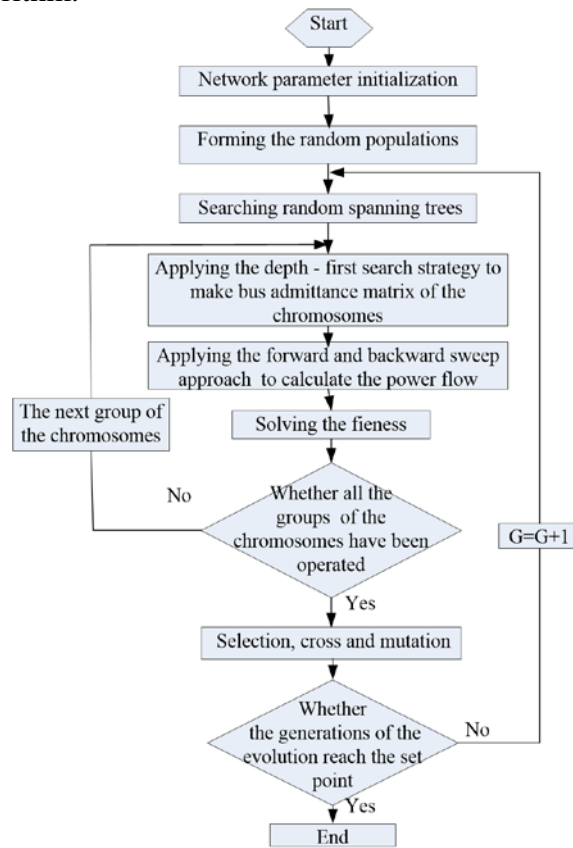 Start
Network parameter initialization
Forming the random populations
Searching random spanning trees
Applying the depth - first search strategy to
make bus admittance matrix of the
chromosomes
Applying the forward and backward sweep
approach to calculate the power flow
The next group of
the chromosomes
Solving the fieness
No
Whether all the
groups of the
chromosomes have been
operated
G=G+1
Yes
Selection, cross and mutation
Whether
the generations of the
evolution reach the set
point
No
Yes
End